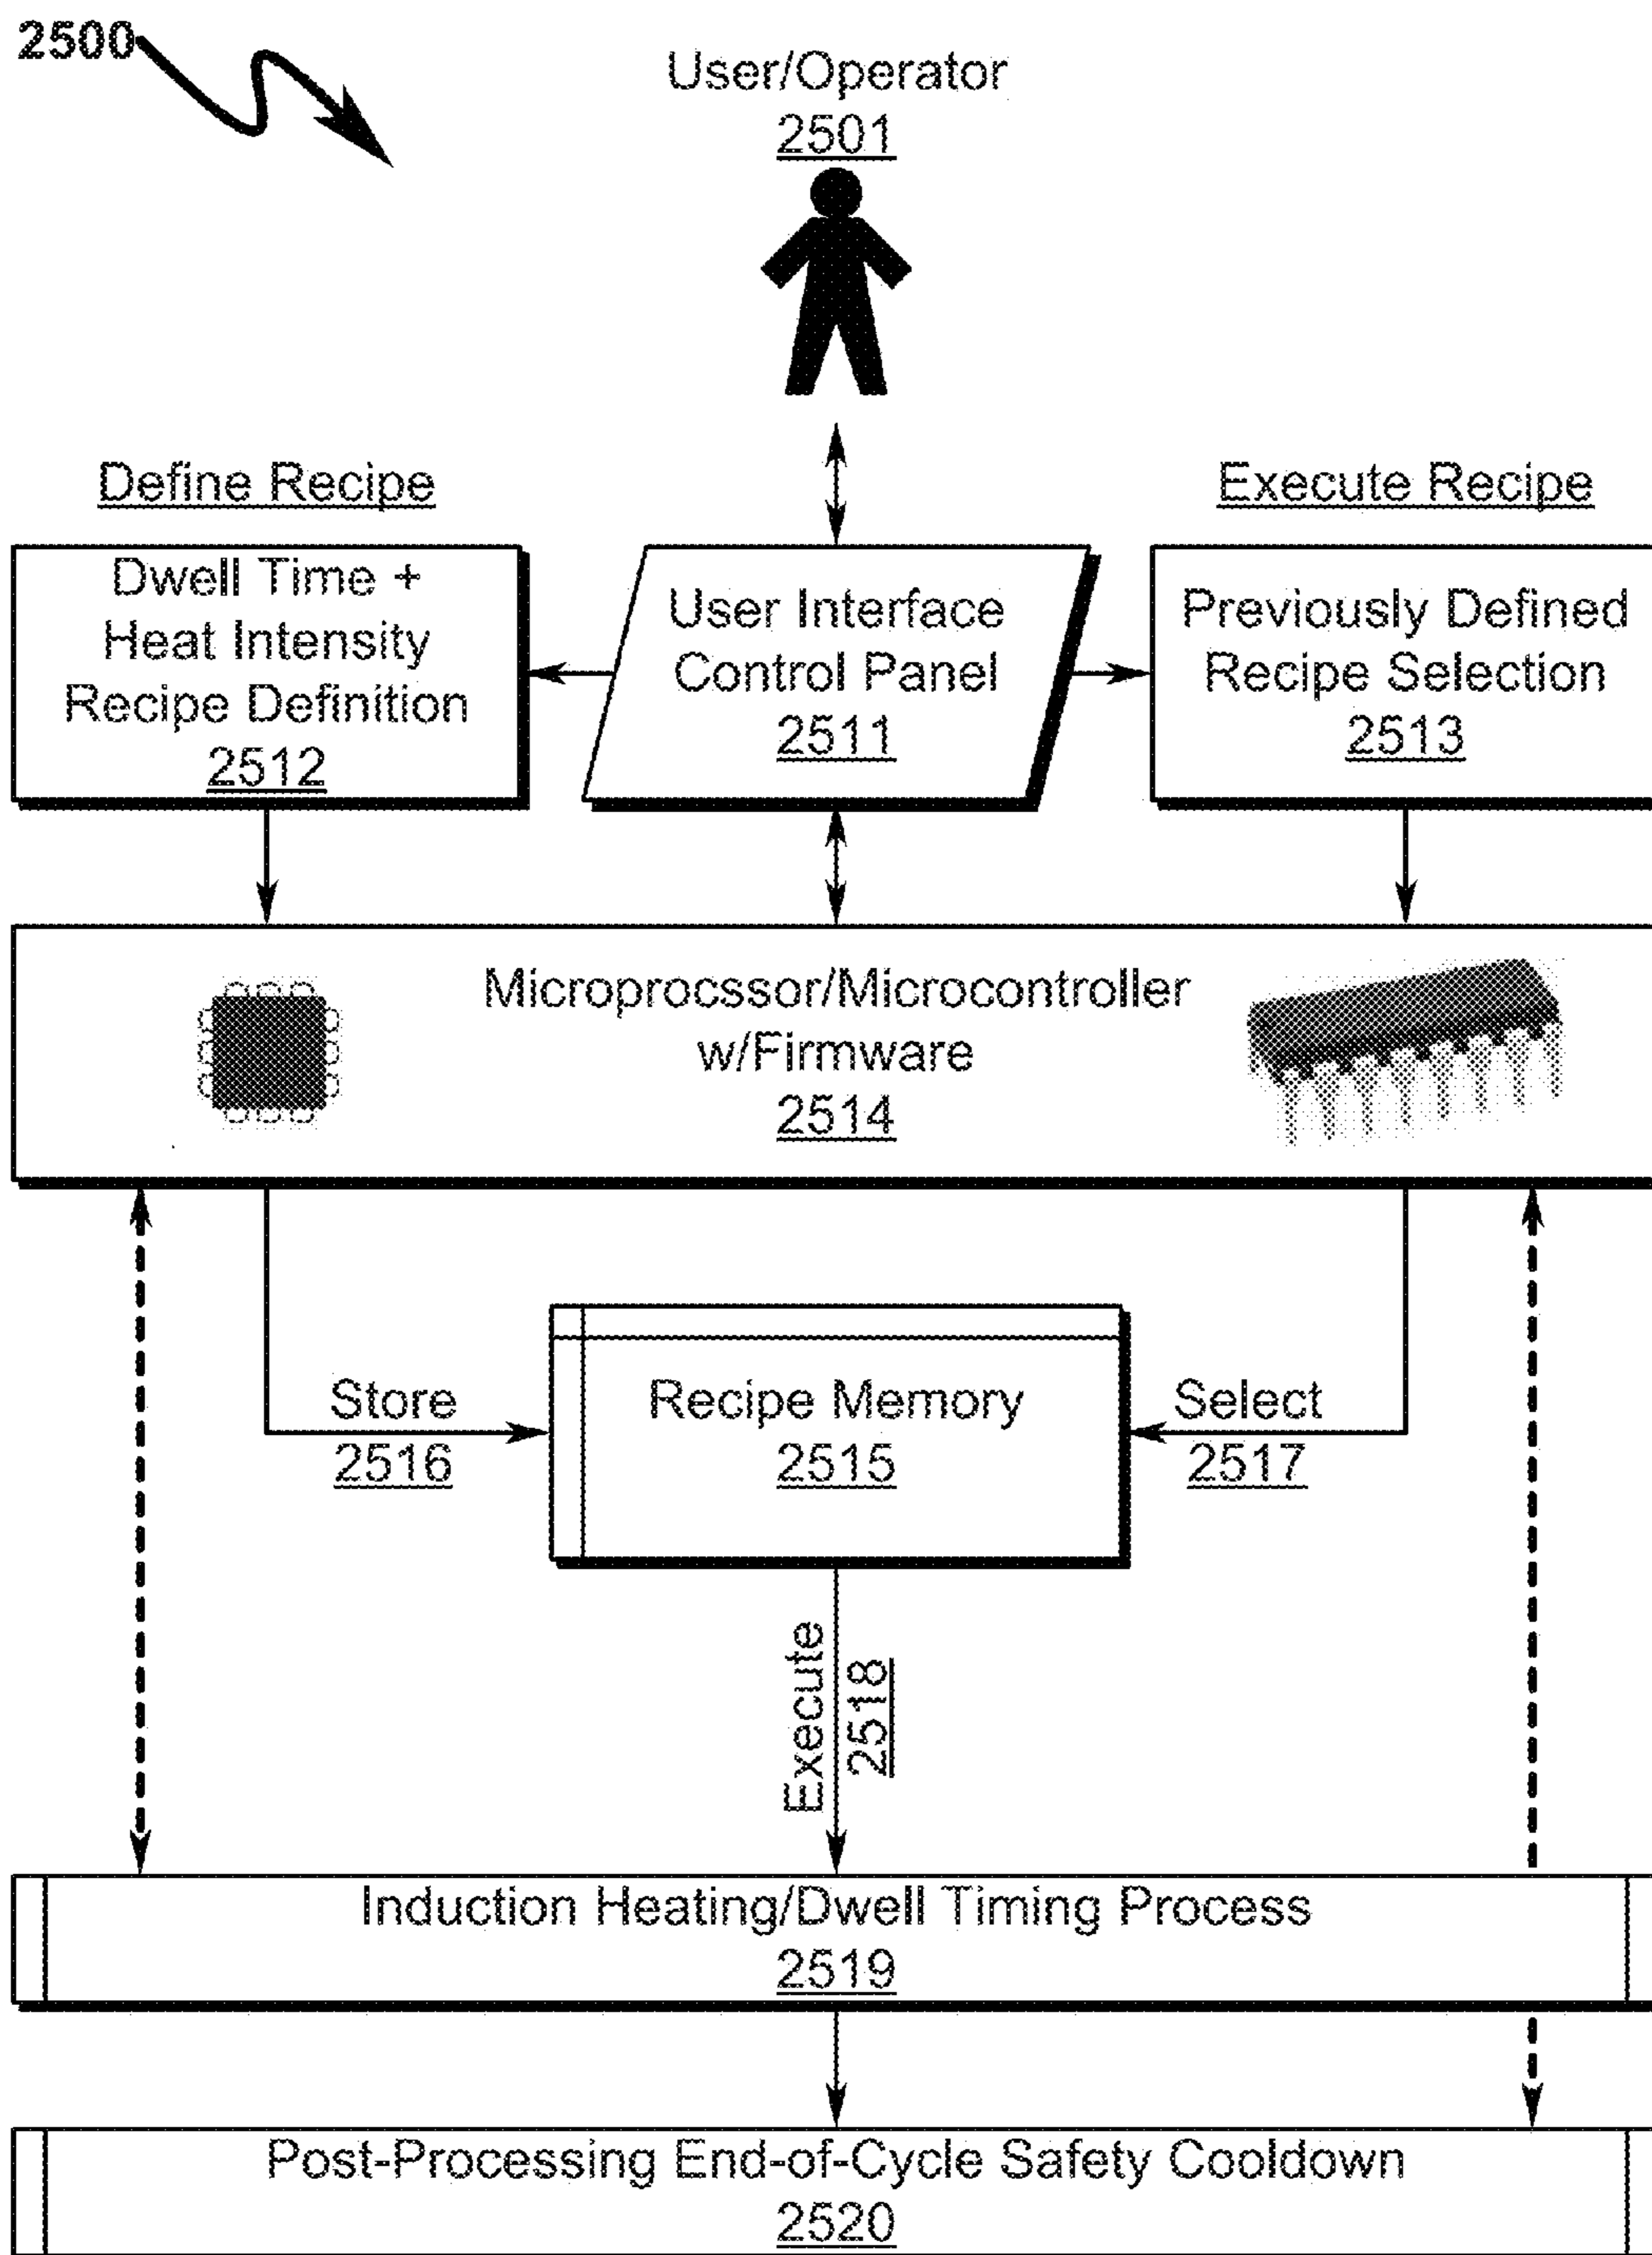 2500
User/Operator
2501
Define Recipe
Execute Recipe
Dwell Time +
Heat Intensity
Recipe Definition
2512
User Interface
Control Panel
2511
Previously Defined
Recipe Selection
2513
Microprocssor/Microcontroller
w/Firmware
2514
Store
2516
Recipe Memory
2515
Select
2517
Execute
2518
Induction Heating/Dwell Timing Process
2519
Post-Processing End-of-Cycle Safety Cooldown
2520